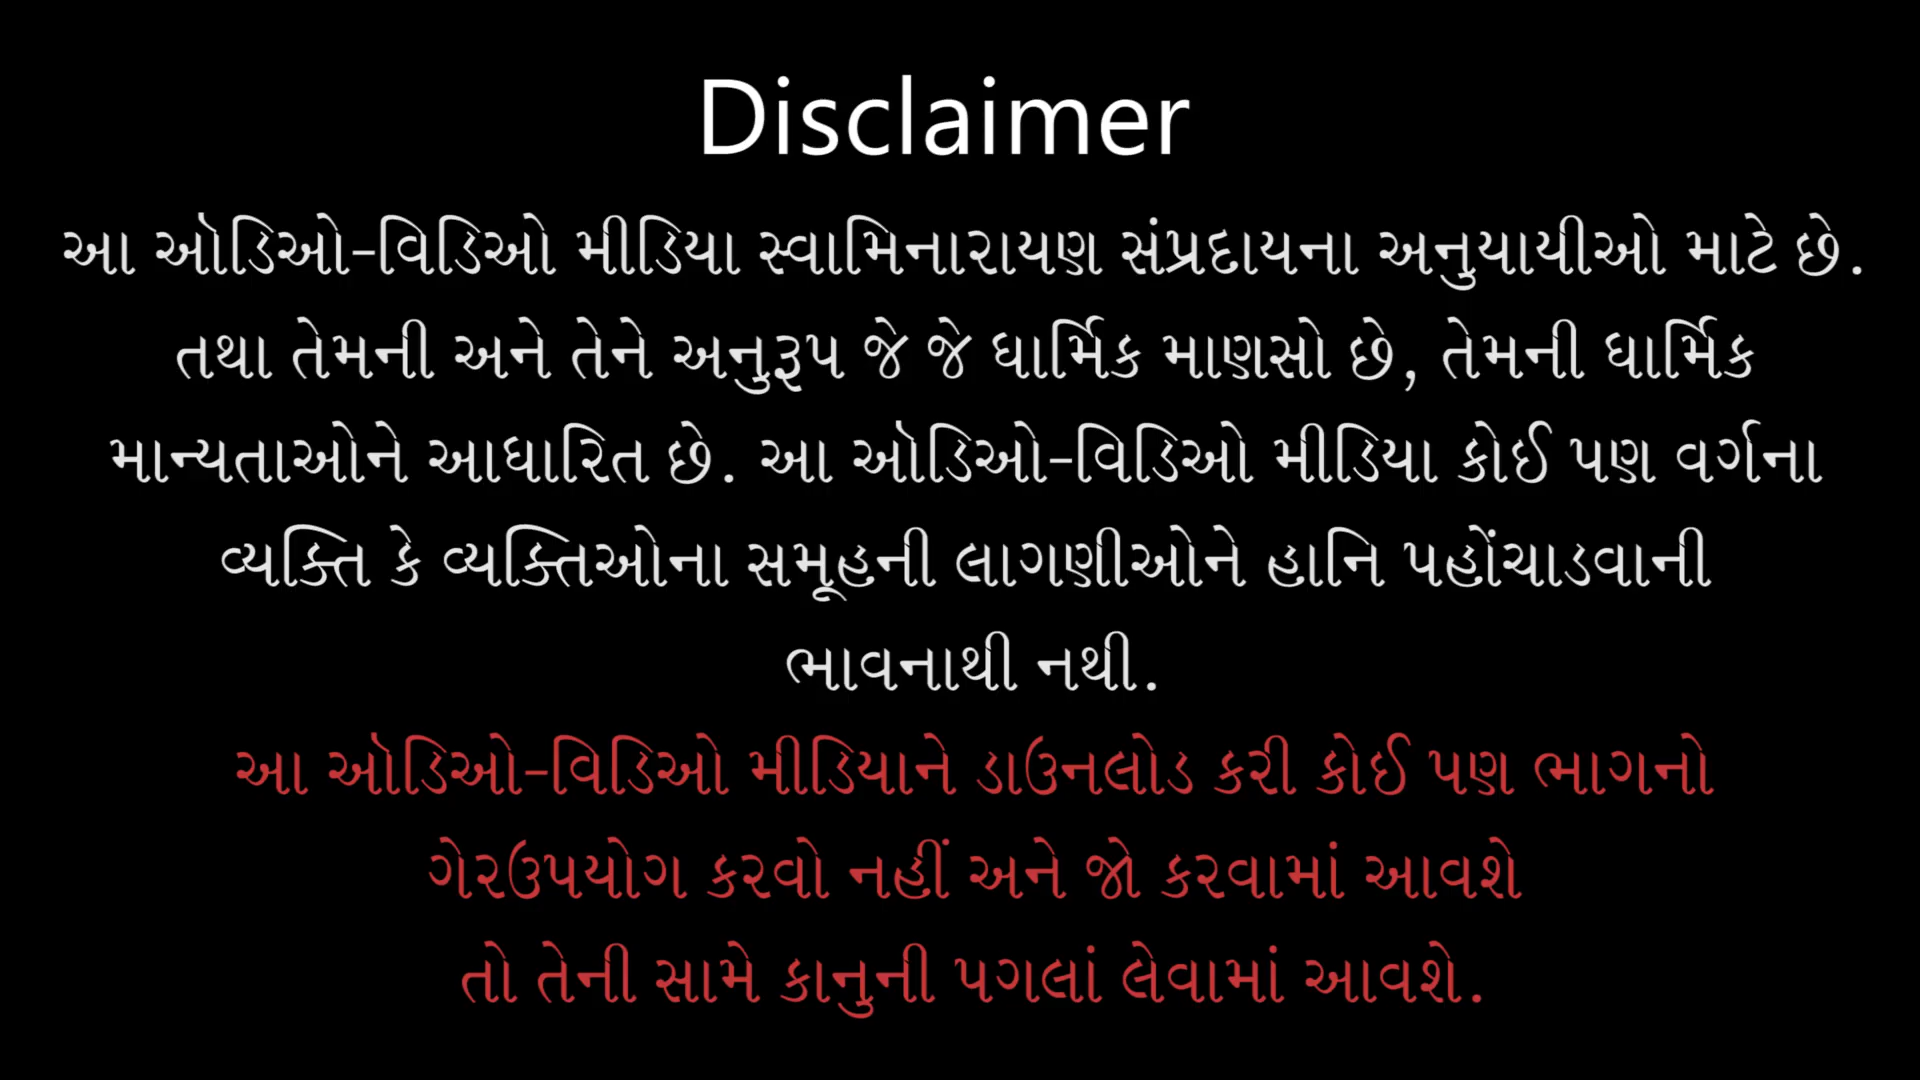 Disclaimer
આ ઑડિઓ-વિડિઓ મીડિયા સ્વામિનારાયણ સંપ્રદાયના અનુયાયીઓ માટે છે.
તથા તેમની અને તેને અનુરૂપ જે જે ધાર્મિક માણસો છે, તેમની ધાર્મિક
માન્યતાઓને આધારિત છે. આ ઑડિઓ-વિડિઓ મીડિયા કોઈ પણ વર્ગના
વ્યક્તિ કે વ્યક્તિઓના સમૂહની લાગણીઓને હાનિ પહોંચાડવાની
ભાવનાથી નથી.
આ ઑડિઓ-વિડિઓ મીડિયાને ડાઉનલોડ કરી કોઈ પણ ભાગનો
ગેરઉપયોગ કરવો નહીં અને જો કરવામાં આવશે
તો તેની સામે કાનુની પગલાં લેવામાં આવશે.